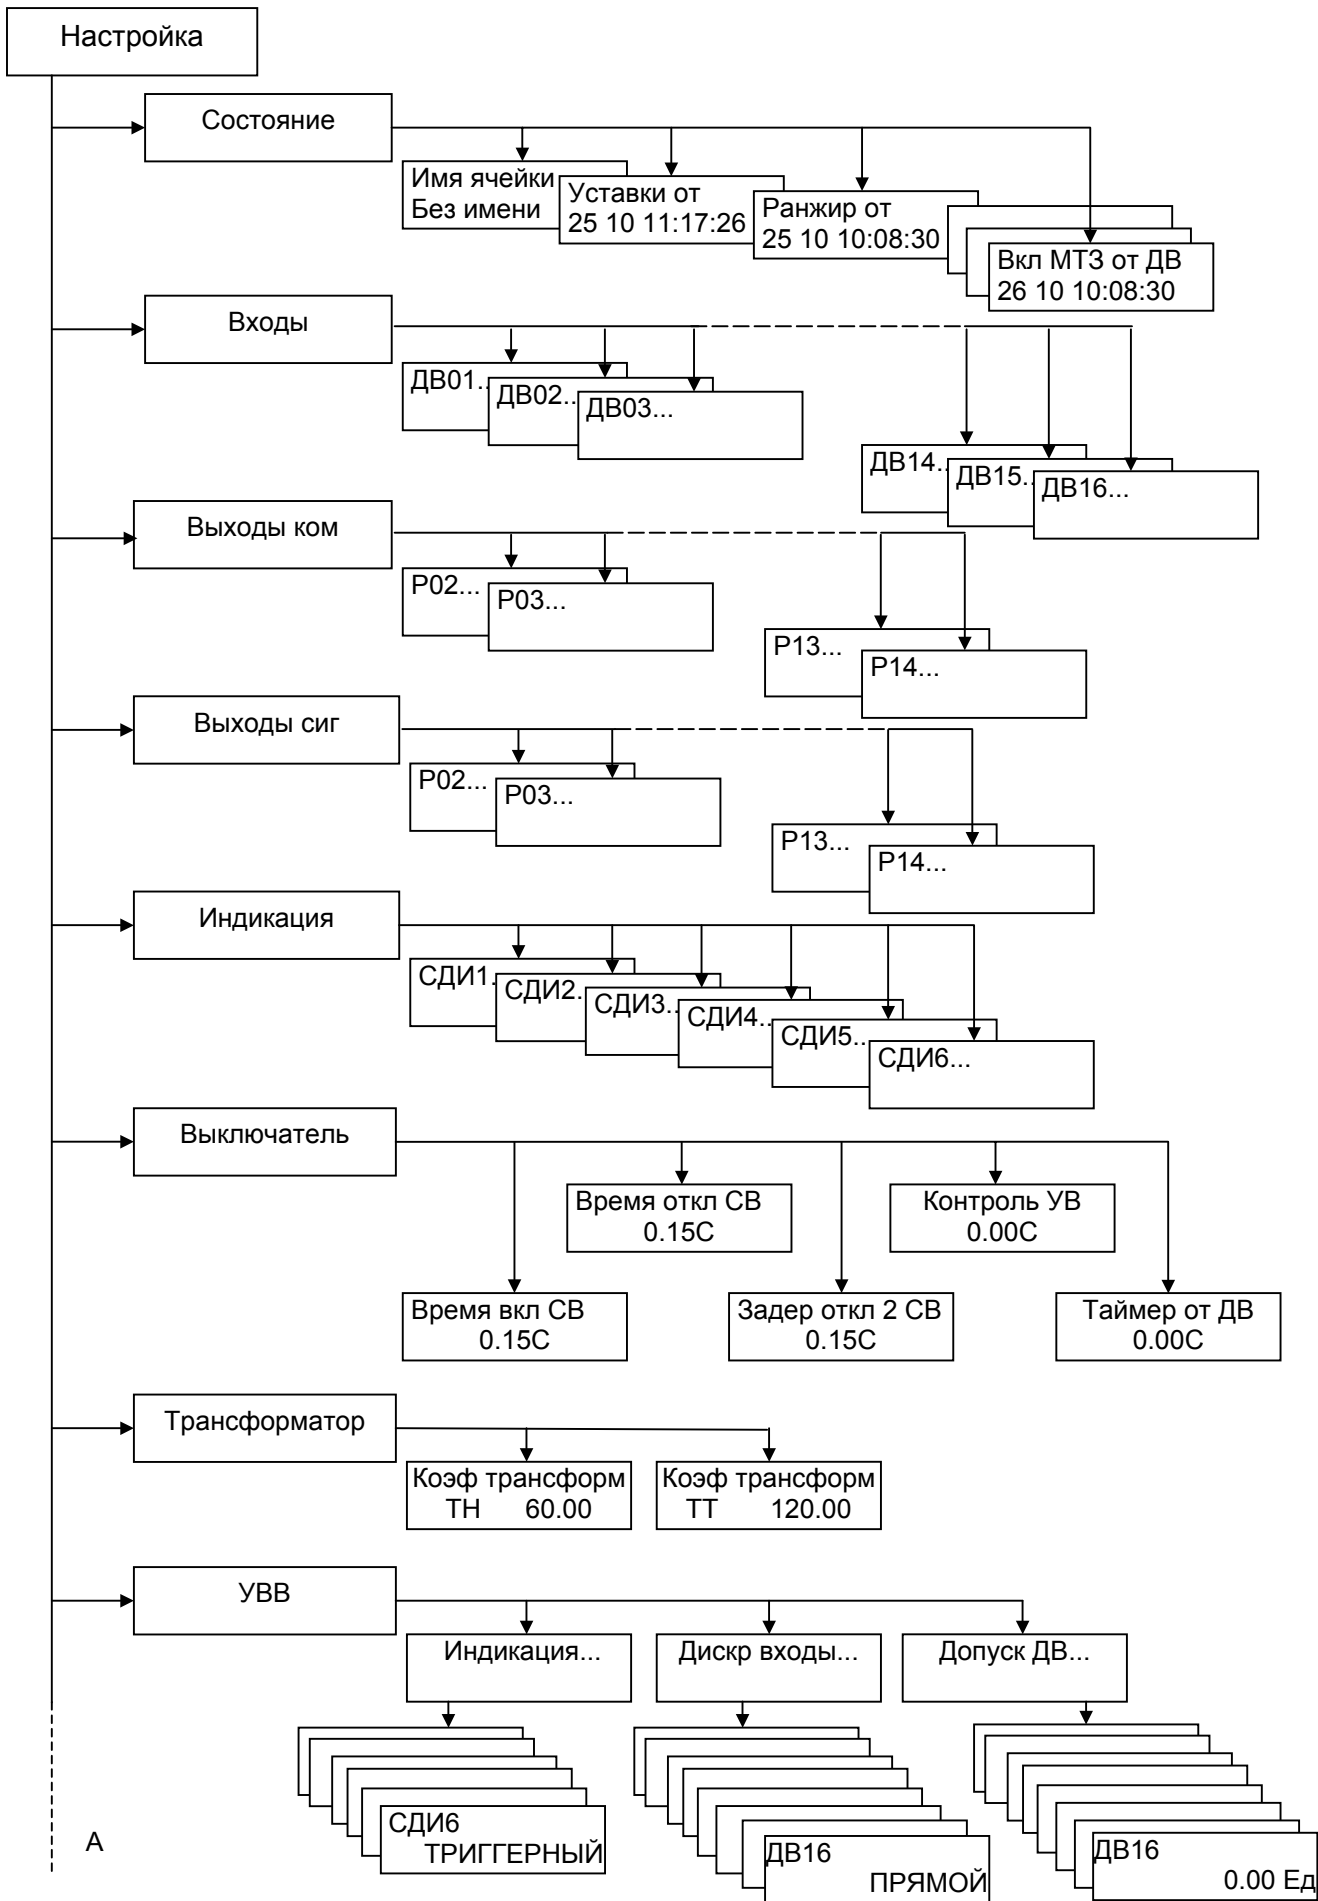 Настройка
Состояние
Имя ячейки
Без имени
Уставки от
25 10 11:17:26
Ранжир от
25 10 10:08:30
Вкл МТЗ от ДВ
26 10 10:08:30
Входы
ДВ01..
ДВ02..
ДВ03...
ДВ14..
ДВ15..
ДВ16...
Выходы ком
Р02...
Р03...
Р13...
Р14...
Выходы сиг
Р02...
Р03...
Р13...
Р14...
Индикация
СДИ1.
СДИ2.
СДИ3..
СДИ4..
СДИ5..
СДИ6...
Выключатель
Время откл СВ
0.15С
Контроль УВ
0.00С
Время вкл СВ
0.15С
Задер откл 2 СВ
0.15С
Таймер от ДВ
0.00С
Трансформатор
Коэф трансформ
ТН 60.00
Коэф трансформ
ТТ 120.00
УВВ
Индикация...
Дискр входы...
Допуск ДВ...
СДИ6
ТРИГГЕРНЫЙ
ДВ16
ПРЯМОЙ
ДВ16
0.00 Ед
А